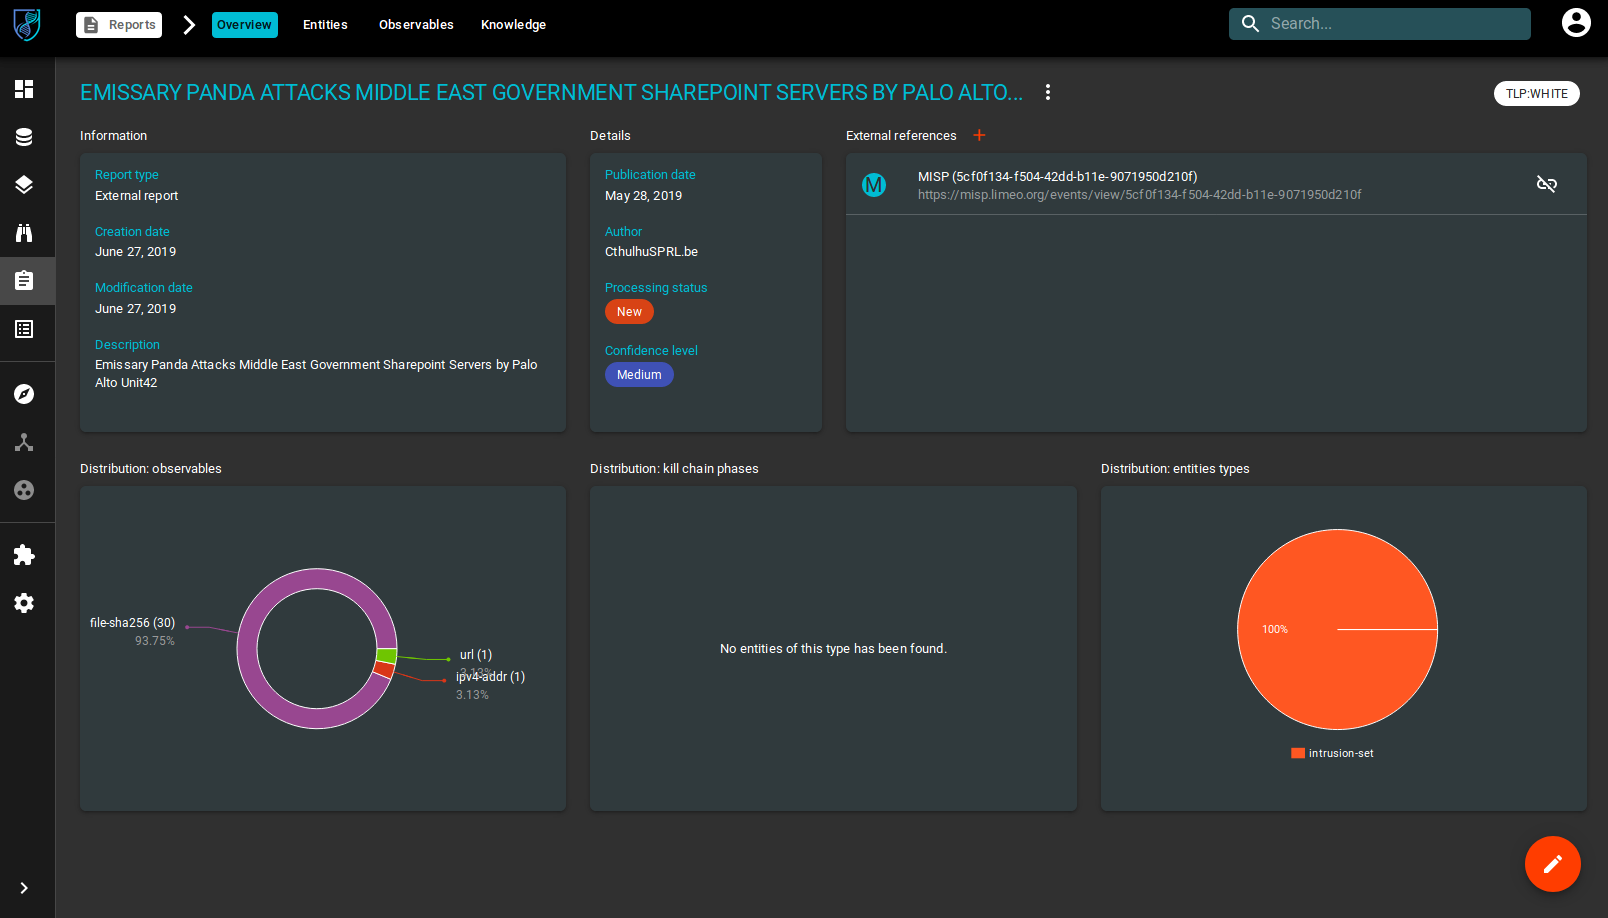 Reports
Overview
Entities
Observables
Knowledge
Search...
EMISSARY PANDA ATTACKS MIDDLE EAST GOVERNMENT SHAREPOINT SERVERS BY PALO ALTO...
TLP:WHITE
Information
Report type
External report
Creation date
June 27, 2019
Modification date
June 27, 2019
Description
Emissary Panda Attacks Middle East Government Sharepoint Servers by Palo
Alto Unit42
Details
Publication date
May 28, 2019
Author
CthulhuSPRL.be
Processing status
New
Confidence level
Medium
External references
M
MISP (5cf0f134-f504-42dd-b11e-9071950d210f)
https://misp.limeo.org/events/view/5cf0f134-f504-42dd-b11e-9071950d210f
Distribution: observables
file-sha256 (30)
93.75%
url (1)
3.13%
ipv4-addr (1)
3.13%
Distribution: kill chain phases
No entities of this type has been found.
Distribution: entities types
100%
intrusion-set